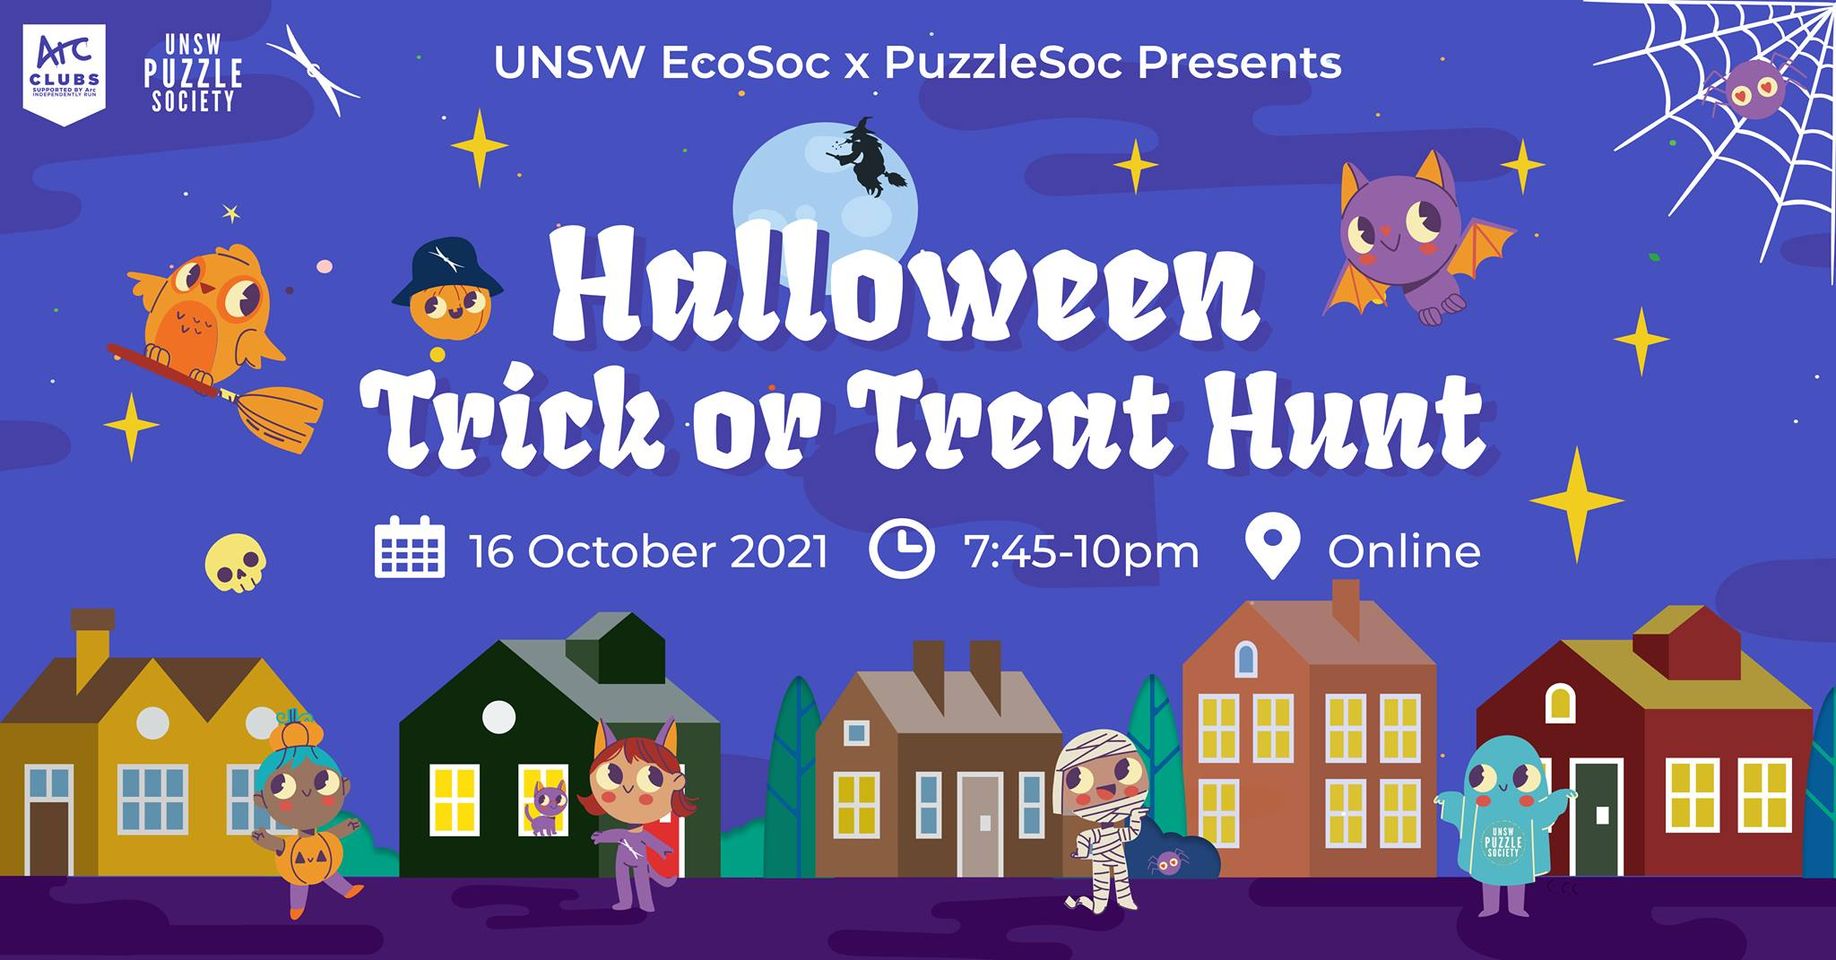 Arc
CLUBS
SUPPORTED BY Arc
INDEPENDENTLY RUN
UNSW
PUZZLE
SOCIETY
UNSW EcoSoc x PuzzleSoc Presents
Halloween
Trick or Treat Hunt
16 October 2021
7:45-10pm
Online
UNSW
PUZZLE
SOCIETY